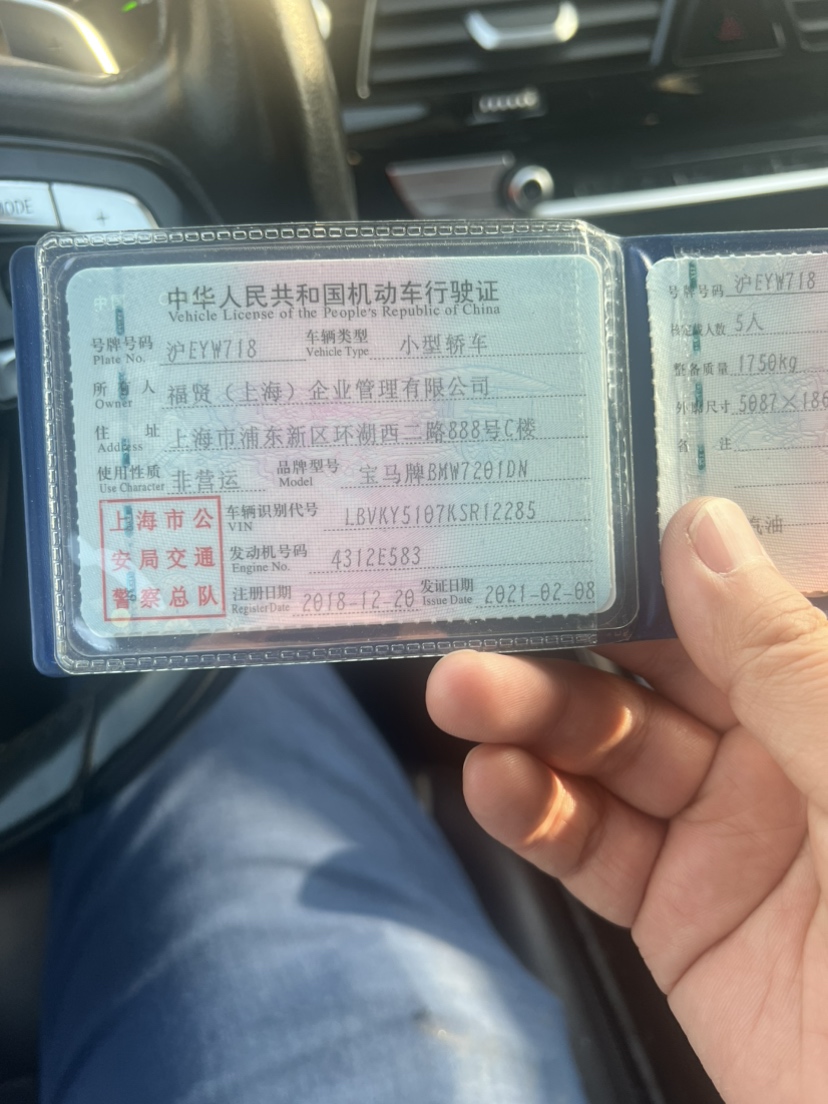 MODE
+
中华人民共和国机动车行驶证
Vehicle License of the People's Republic of China
号牌号码 沪EYW718 车辆类型 小型轿车
Plate No. Vehicle Type
所有人 福贤（上海）企业管理有限公司
Owner
住址 上海市浦东新区环湖西二路888号C楼
Address
使用性质 非营运 品牌型号 宝马牌BMW7201DN
Use Character Model
上海市公
安局交通
警察总队
车辆识别代号 LBVKY5107KSR12285
VIN
发动机号码 4312E583
Engine No.
注册日期 2018-12-20 发证日期 2021-02-08
Register Date Issue Date
号牌号码 沪EYW718
核定载人数 5人
整备质量 1750kg
外廓尺寸 5087×186
备注
汽油